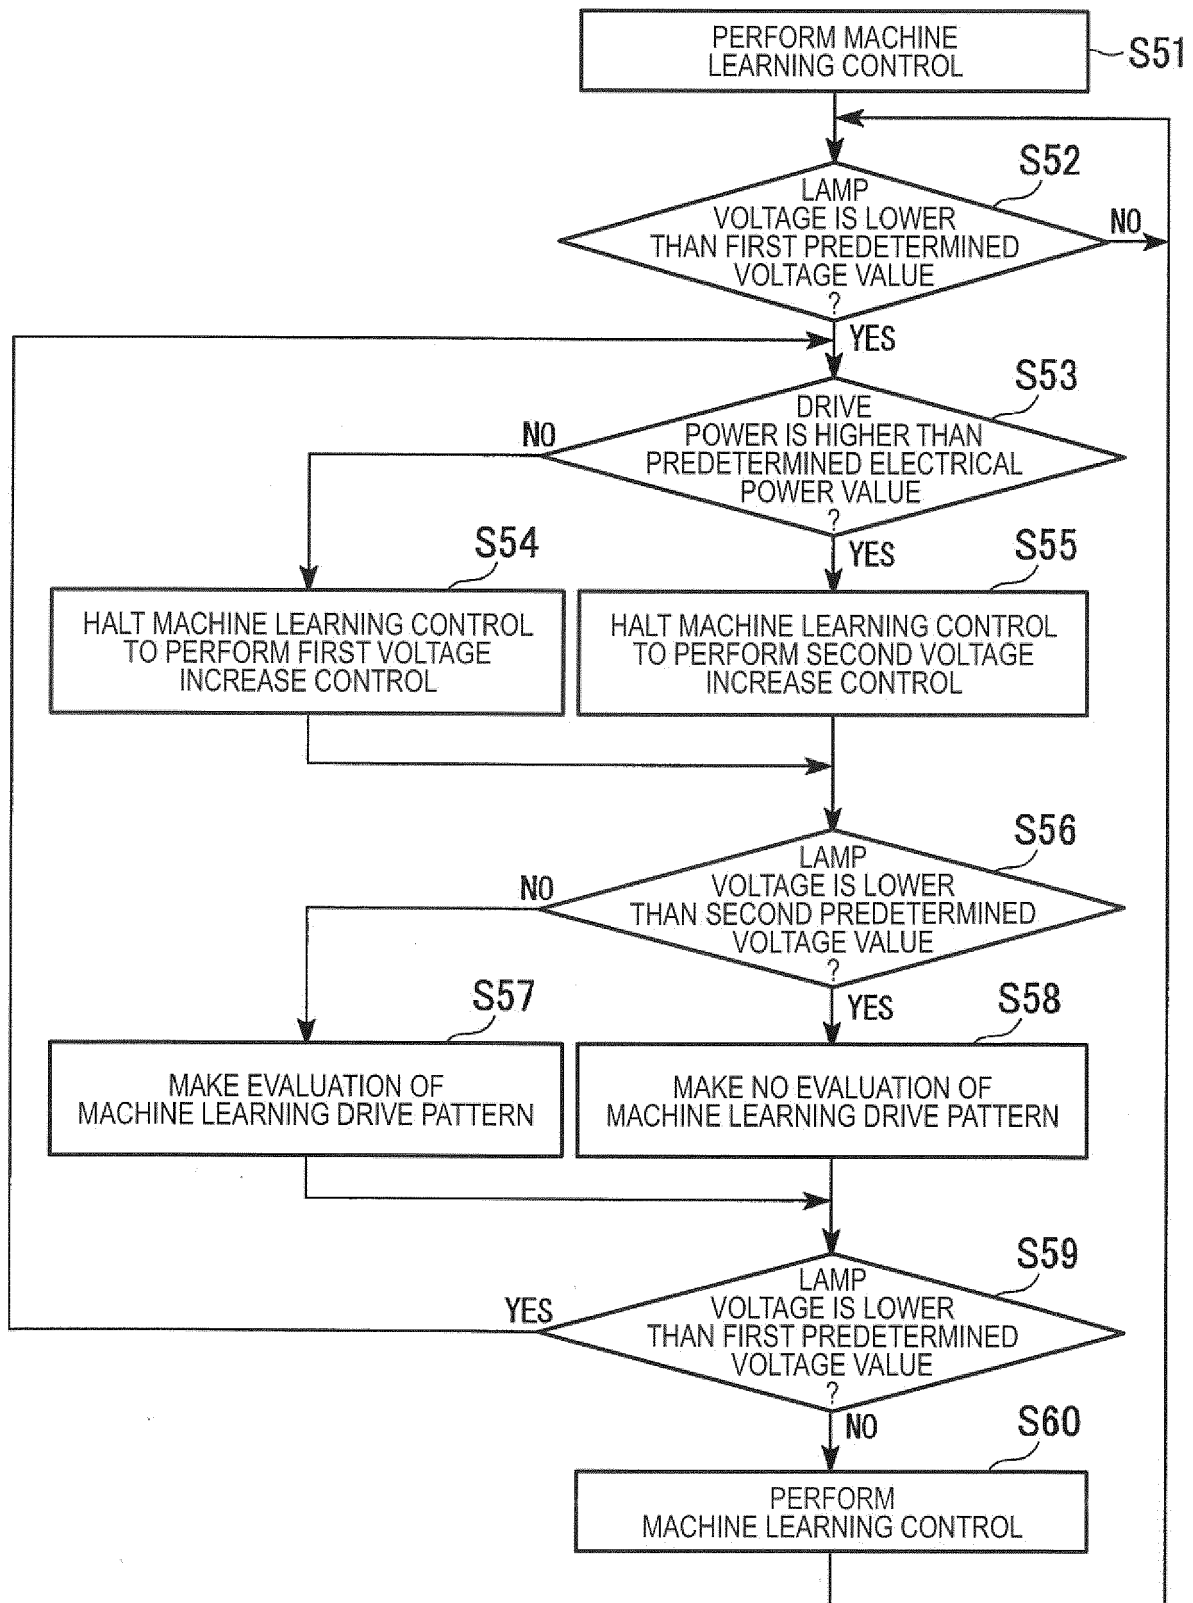 PERFORM MACHINE
LEARNING CONTROL
S51
S52
LAMP
VOLTAGE IS LOWER
THAN FIRST PREDETERMINED
VOLTAGE VALUE
?
NO
YES
S53
DRIVE
POWER IS HIGHER THAN
PREDETERMINED ELECTRICAL
POWER VALUE
?
NO
YES
S54
HALT MACHINE LEARNING CONTROL
TO PERFORM FIRST VOLTAGE
INCREASE CONTROL
S55
HALT MACHINE LEARNING CONTROL
TO PERFORM SECOND VOLTAGE
INCREASE CONTROL
S56
LAMP
VOLTAGE IS LOWER
THAN SECOND PREDETERMINED
VOLTAGE VALUE
?
NO
YES
S57
MAKE EVALUATION OF
MACHINE LEARNING DRIVE PATTERN
S58
MAKE NO EVALUATION OF
MACHINE LEARNING DRIVE PATTERN
S59
LAMP
VOLTAGE IS LOWER
THAN FIRST PREDETERMINED
VOLTAGE VALUE
?
YES
NO
S60
PERFORM
MACHINE LEARNING CONTROL